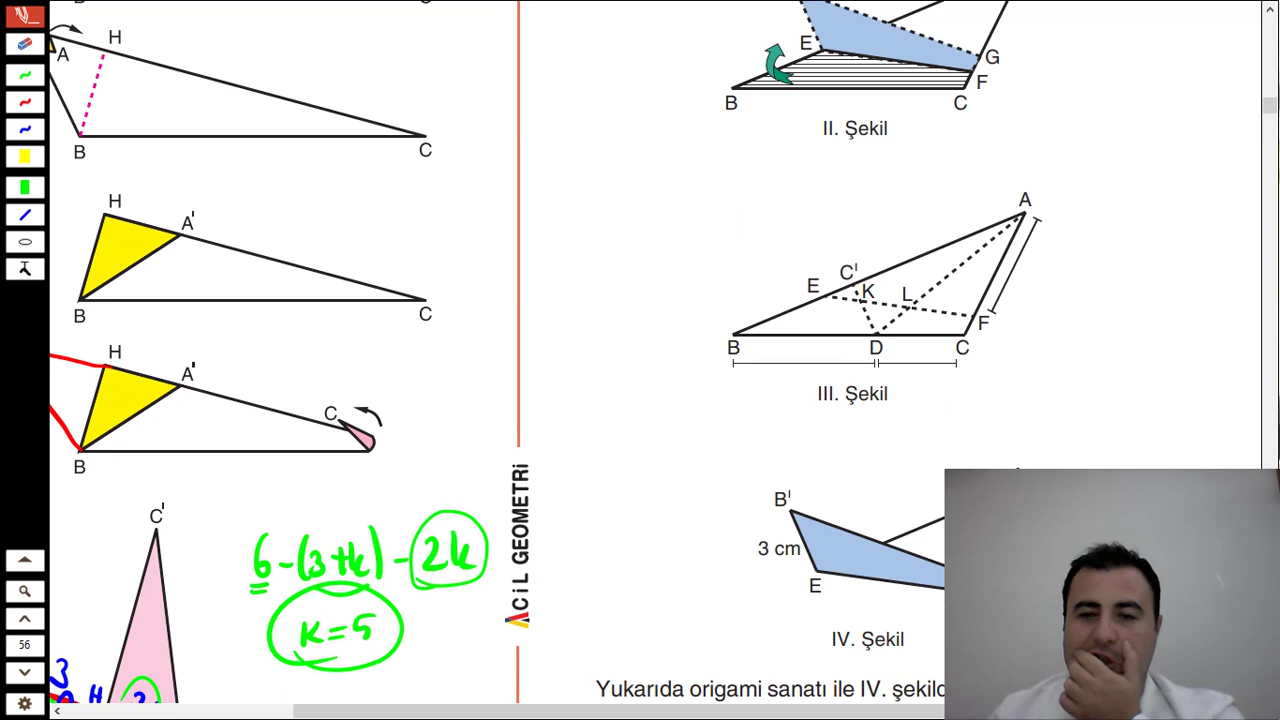 A
H
B
C
H
A'
B
C
H
A'
C
B
C'
6-(3+k)-2k
k=5
H
ACİL GEOMETRİ
E
G
F
B
C
II. Şekil
A
C'
E
K
L
F
B
D
C
III. Şekil
B'
3 cm
E
IV. Şekil
Yukarıda origami sanatı ile IV. şekilde
56